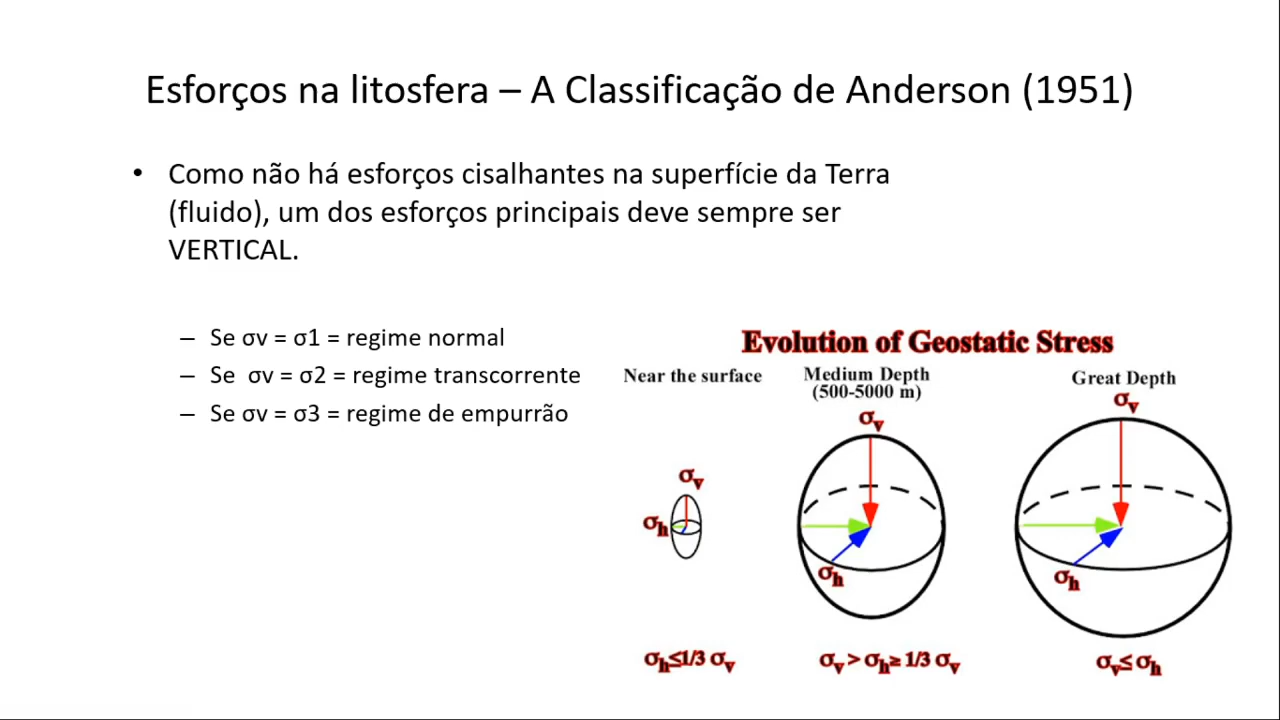 Esforços na litosfera – A Classificação de Anderson (1951)
• Como não há esforços cisalhantes na superfície da Terra
(fluido), um dos esforços principais deve sempre ser
VERTICAL.
– Se σv = σ1 = regime normal
– Se σv = σ2 = regime transcorrente
– Se σv = σ3 = regime de empurrão
Evolution of Geostatic Stress
Near the surface
Medium Depth
(500-5000 m)
Great Depth
σv
σv
σv
σh
σh
σh
σh≤1/3 σv
σv > σh≥ 1/3 σv
σv≤ σh